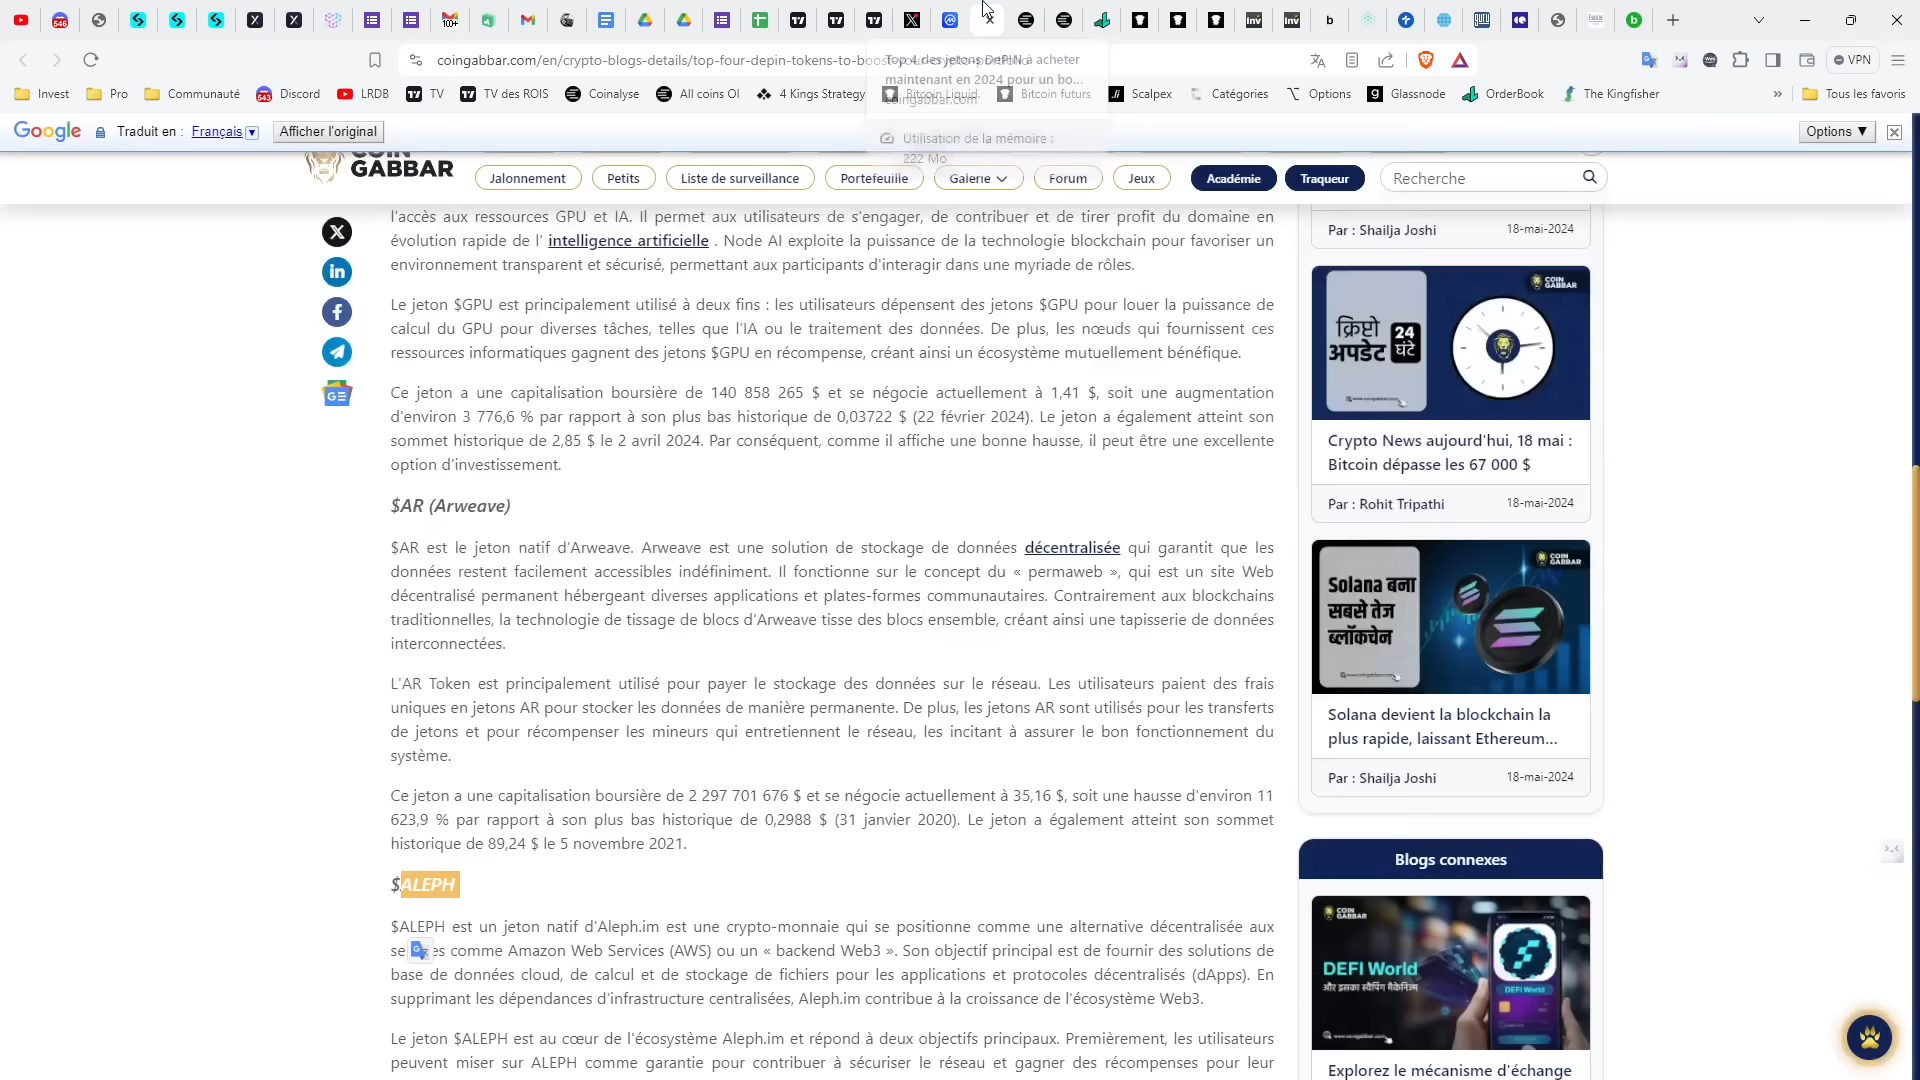 coingabbar.com/en/crypto-blogs-details/top-four-depin-tokens-to-boos
VPN
Top 4 des jetons DePIN à acheter
maintenant en 2024 pour un bo...
coingabbar.com
Utilisation de la mémoire :
222 Mo
Invest
Pro
Communauté
Discord
LRDB
TV
TV des ROIS
Coinalyse
All coins OI
4 Kings Strategy
Bitcoin Liquid.
Bitcoin futurs
Scalpex
Catégories
Options
Glassnode
OrderBook
The Kingfisher
»
Tous les favoris
Google
Traduit en :
Français
Afficher l'original
Options ▼
COIN
GABBAR
Jalonnement
Petits
Liste de surveillance
Portefeuille
Galerie
Forum
Jeux
Académie
Traqueur
Recherche
l'accès aux ressources GPU et IA. Il permet aux utilisateurs de s'engager, de contribuer et de tirer profit du domaine en
évolution rapide de l' intelligence artificielle . Node AI exploite la puissance de la technologie blockchain pour favoriser un
environnement transparent et sécurisé, permettant aux participants d'interagir dans une myriade de rôles.
Le jeton $GPU est principalement utilisé à deux fins : les utilisateurs dépensent des jetons $GPU pour louer la puissance de
calcul du GPU pour diverses tâches, telles que l'IA ou le traitement des données. De plus, les nœuds qui fournissent ces
ressources informatiques gagnent des jetons $GPU en récompense, créant ainsi un écosystème mutuellement bénéfique.
Ce jeton a une capitalisation boursière de 140 858 265 $ et se négocie actuellement à 1,41 $, soit une augmentation
d'environ 3 776,6 % par rapport à son plus bas historique de 0,03722 $ (22 février 2024). Le jeton a également atteint son
sommet historique de 2,85 $ le 2 avril 2024. Par conséquent, comme il affiche une bonne hausse, il peut être une excellente
option d'investissement.
$AR (Arweave)
$AR est le jeton natif d'Arweave. Arweave est une solution de stockage de données décentralisée qui garantit que les
données restent facilement accessibles indéfiniment. Il fonctionne sur le concept du « permaweb », qui est un site Web
décentralisé permanent hébergeant diverses applications et plates-formes communautaires. Contrairement aux blockchains
traditionnelles, la technologie de tissage de blocs d'Arweave tisse des blocs ensemble, créant ainsi une tapisserie de données
interconnectées.
L'AR Token est principalement utilisé pour payer le stockage des données sur le réseau. Les utilisateurs paient des frais
uniques en jetons AR pour stocker les données de manière permanente. De plus, les jetons AR sont utilisés pour les transferts
de jetons et pour récompenser les mineurs qui entretiennent le réseau, les incitant à assurer le bon fonctionnement du
système.
Ce jeton a une capitalisation boursière de 2 297 701 676 $ et se négocie actuellement à 35,16 $, soit une hausse d'environ 11
623,9 % par rapport à son plus bas historique de 0,2988 $ (31 janvier 2020). Le jeton a également atteint son sommet
historique de 89,24 $ le 5 novembre 2021.
$ALEPH
$ALEPH est un jeton natif d'Aleph.im est une crypto-monnaie qui se positionne comme une alternative décentralisée aux
se es comme Amazon Web Services (AWS) ou un « backend Web3 ». Son objectif principal est de fournir des solutions de
base de données cloud, de calcul et de stockage de fichiers pour les applications et protocoles décentralisés (dApps). En
supprimant les dépendances d'infrastructure centralisées, Aleph.im contribue à la croissance de l'écosystème Web3.
Le jeton $ALEPH est au cœur de l'écosystème Aleph.im et répond à deux objectifs principaux. Premièrement, les utilisateurs
peuvent miser sur ALEPH comme garantie pour contribuer à sécuriser le réseau et gagner des récompenses pour leur
Par : Shailja Joshi
18-mai-2024
COIN
GABBAR
क्रिप्टो
अपडेट
24
घंटे
Crypto News aujourd'hui, 18 mai :
Bitcoin dépasse les 67 000 $
Par : Rohit Tripathi
18-mai-2024
COIN
GABBAR
Solana बना
सबसे तेज
ब्लॉकचेन
Solana devient la blockchain la
plus rapide, laissant Ethereum...
Par : Shailja Joshi
18-mai-2024
Blogs connexes
COIN
GABBAR
DEFI World
और इसका स्वैपिंग मैकेनिज्म
DEFI World
Explorez le mécanisme d'échange